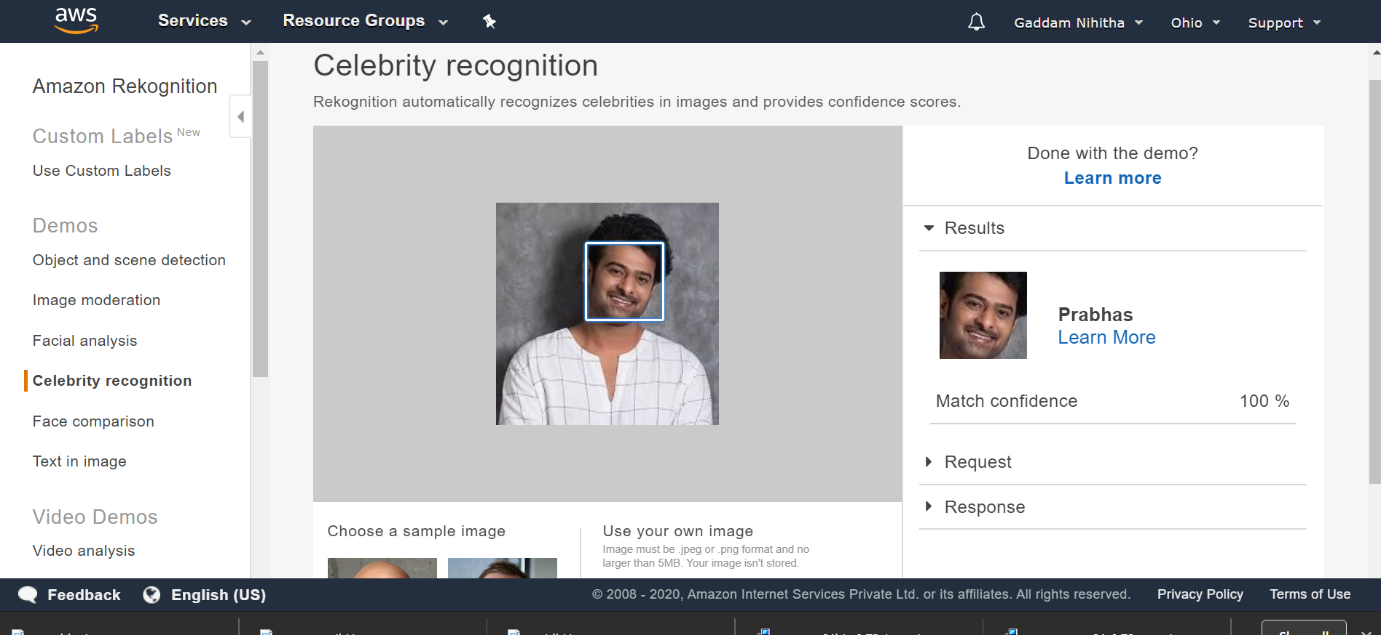 aws
Services
Resource Groups
Gaddam Nihitha
Ohio
Support
Amazon Rekognition
Custom Labels New
Use Custom Labels
Demos
Object and scene detection
Image moderation
Facial analysis
Celebrity recognition
Face comparison
Text in image
Video Demos
Video analysis
Celebrity recognition
Rekognition automatically recognizes celebrities in images and provides confidence scores.
Choose a sample image
Use your own image
Image must be .jpeg or .png format and no
larger than 5MB. Your image isn't stored.
Done with the demo?
Learn more
Results
Prabhas
Learn More
Match confidence 100 %
Request
Response
Feedback
English (US)
© 2008 - 2020, Amazon Internet Services Private Ltd. or its affiliates. All rights reserved.
Privacy Policy
Terms of Use